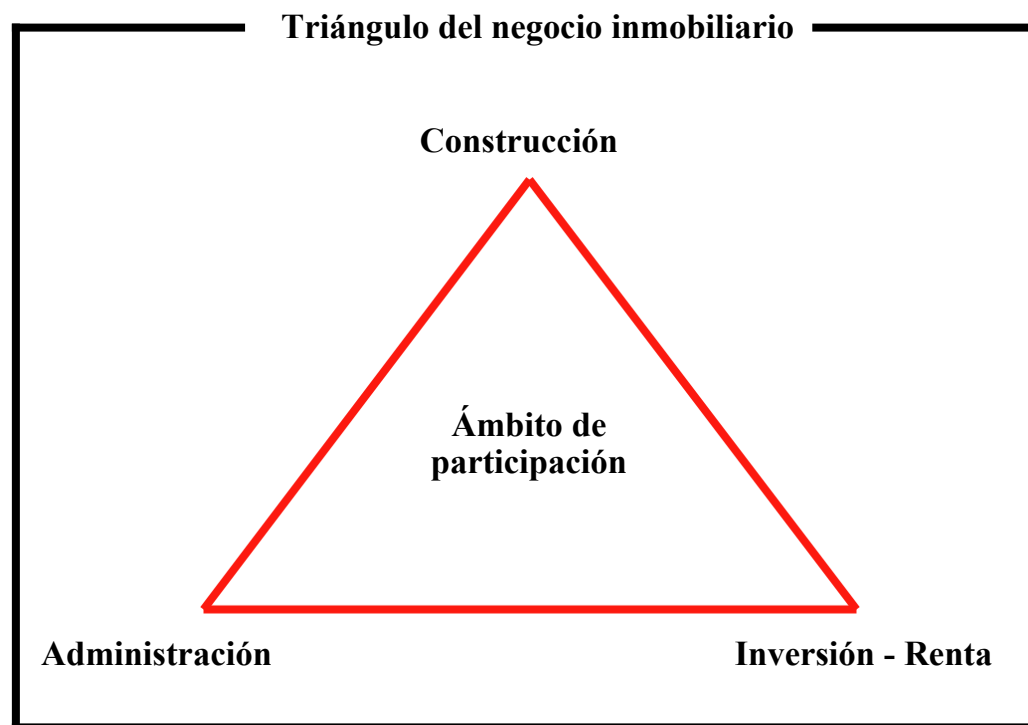 Triángulo del negocio inmobiliario
Construcción
Ámbito de
participación
Administración
Inversión - Renta